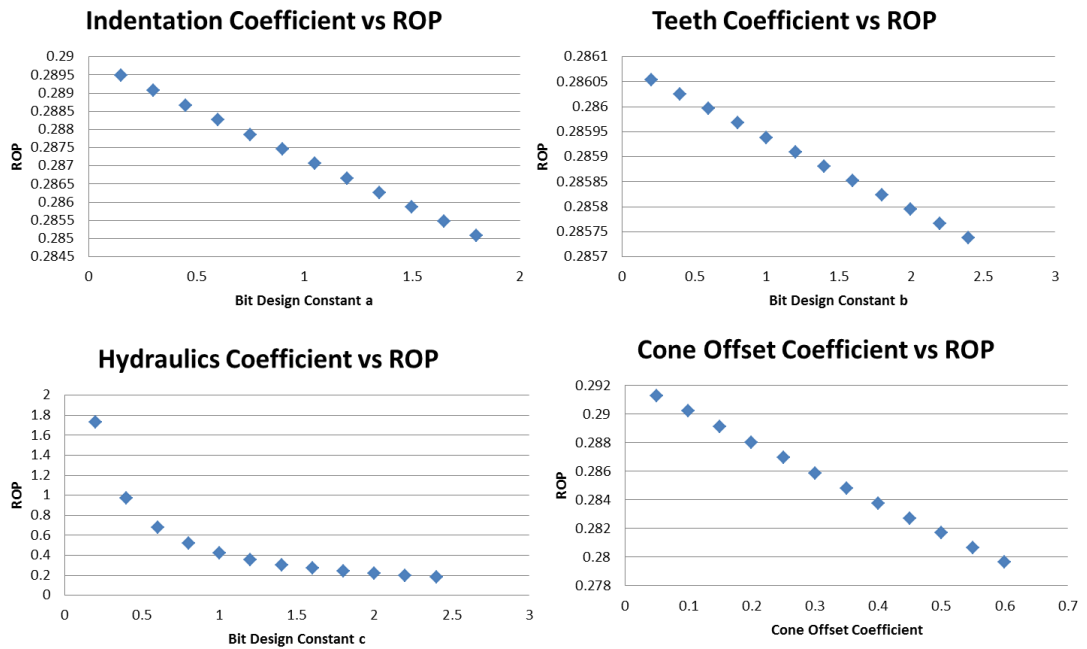 Indentation Coefficient vs ROP
0.29
0.2895
0.289
0.2885
0.288
0.2875
0.287
0.2865
0.286
0.2855
0.285
0.2845
ROP
0 0.5 1 1.5 2
Bit Design Constant a
Teeth Coefficient vs ROP
0.2861
0.28605
0.286
0.28595
0.2859
0.28585
0.2858
0.28575
0.2857
ROP
0 0.5 1 1.5 2 2.5 3
Bit Design Constant b
Hydraulics Coefficient vs ROP
2
1.8
1.6
1.4
1.2
1
0.8
0.6
0.4
0.2
0
ROP
0 0.5 1 1.5 2 2.5 3
Bit Design Constant c
Cone Offset Coefficient vs ROP
0.292
0.29
0.288
0.286
0.284
0.282
0.28
0.278
ROP
0 0.1 0.2 0.3 0.4 0.5 0.6 0.7
Cone Offset Coefficient